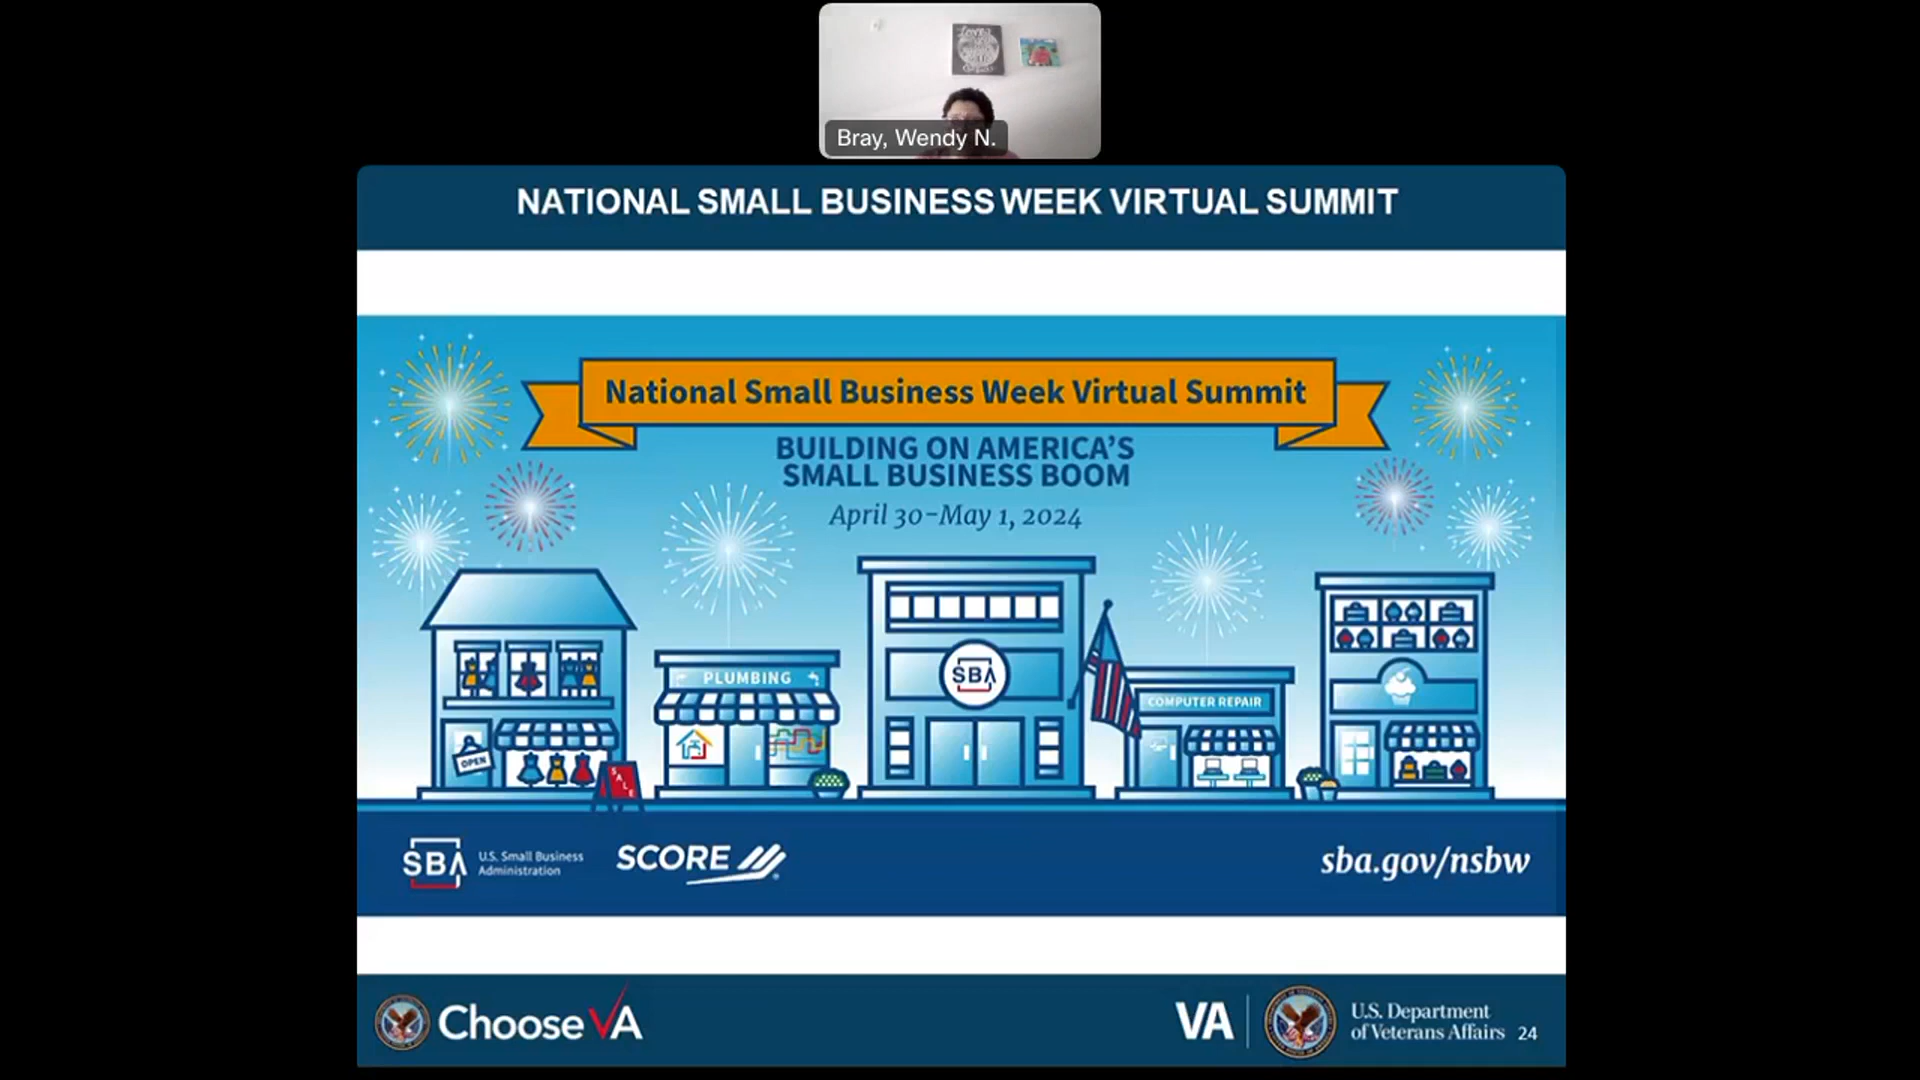 Bray, Wendy N.
NATIONAL SMALL BUSINESS WEEK VIRTUAL SUMMIT
National Small Business Week Virtual Summit
BUILDING ON AMERICA'S
SMALL BUSINESS BOOM
April 30–May 1, 2024
PLUMBING
SBA
COMPUTER REPAIR
OPEN
SALE
SBA
U.S. Small Business
Administration
SCORE
sba.gov/nsbw
Choose VA
VA
U.S. Department
of Veterans Affairs
24